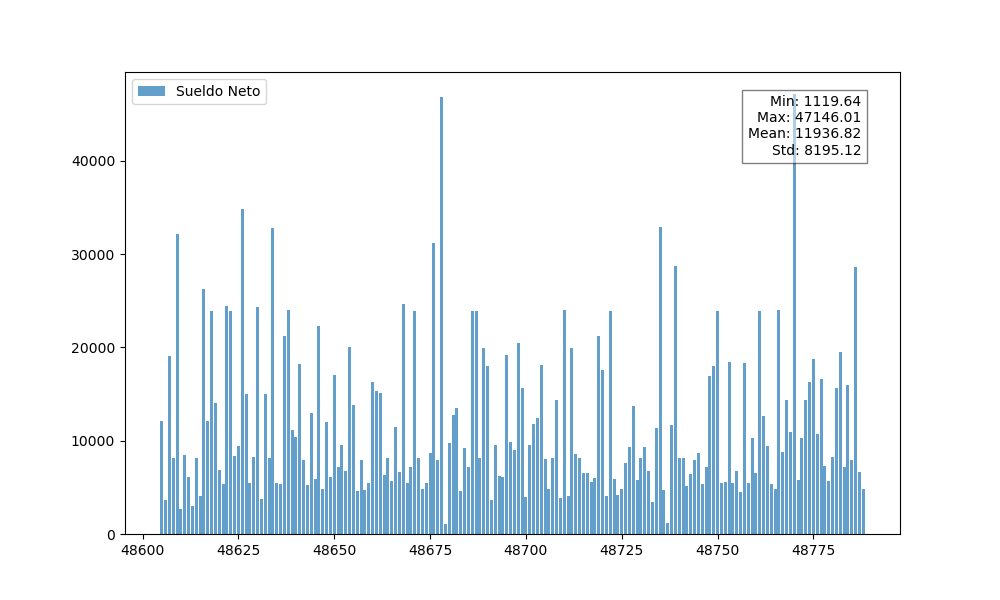 Sueldo Neto
Min: 1119.64
Max: 47146.01
Mean: 11936.82
Std: 8195.12
40000
30000
20000
10000
0
48600 48625 48650 48675 48700 48725 48750 48775